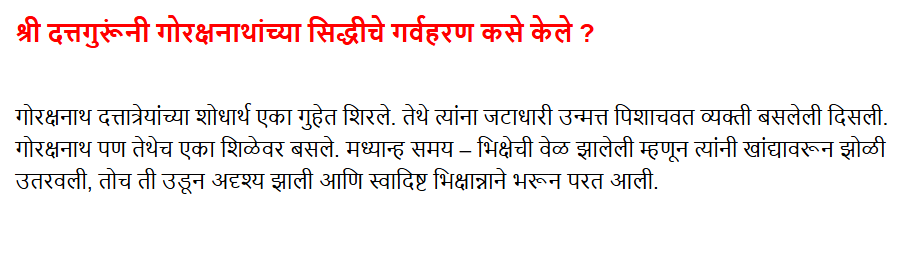 श्री दत्तगुरूंनी गोरक्षनाथांच्या सिद्धीचे गर्वहरण कसे केले ?
गोरक्षनाथ दत्तात्रेयांच्या शोधार्थ एका गुहेत शिरले. तेथे त्यांना जटाधारी उन्मत्त पिशाचवत व्यक्ती बसलेली दिसली.
गोरक्षनाथ पण तेथेच एका शिळेवर बसले. मध्यान्ह समय – भिक्षेची वेळ झालेली म्हणून त्यांनी खांद्यावरून झोळी
उतरवली, तोच ती उडून अदृश्य झाली आणि स्वादिष्ट भिक्षान्नाने भरून परत आली.